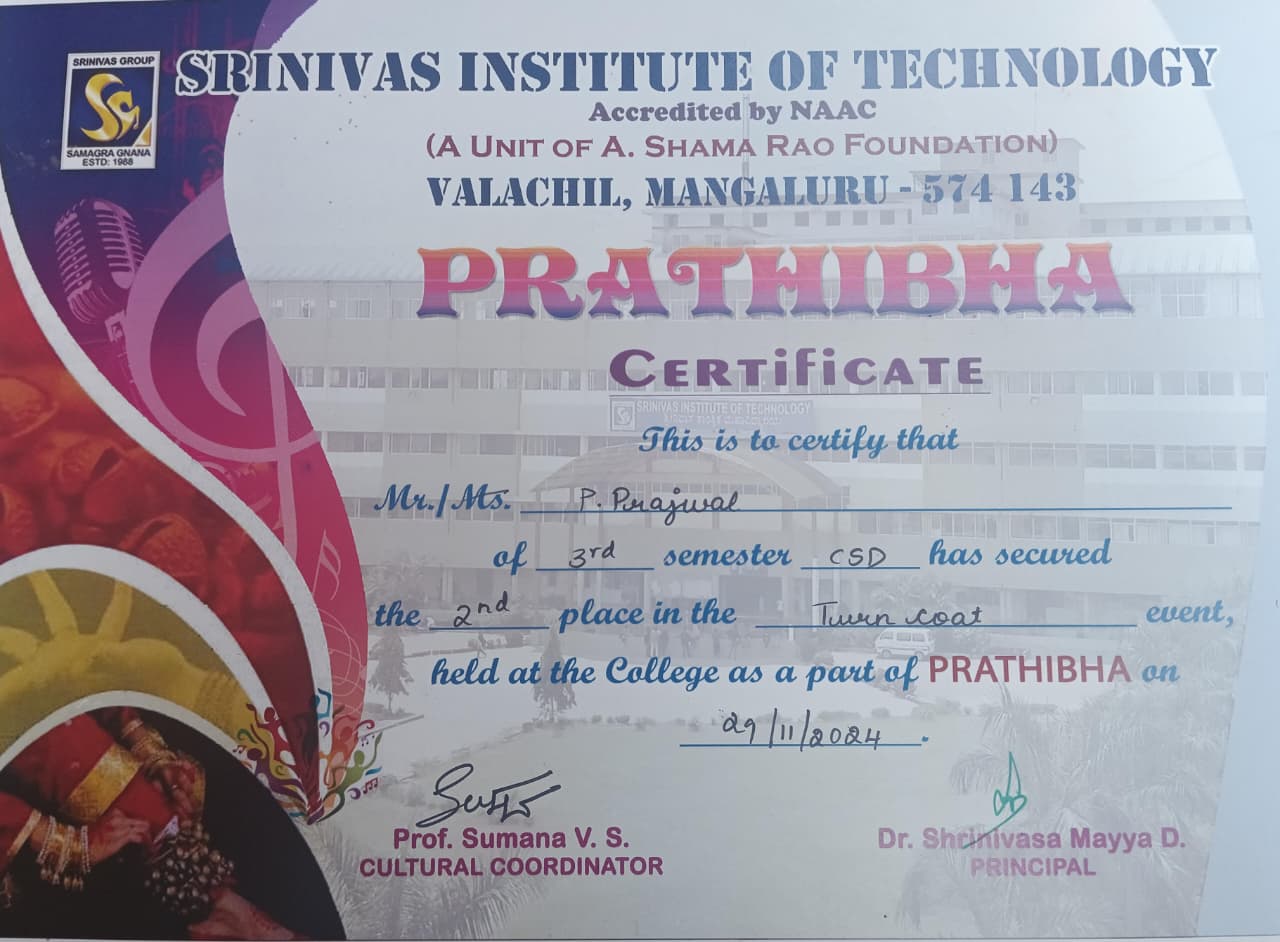 SRINIVAS GROUP
SAMAGRA GNANA
ESTD: 1988
SRINIVAS INSTITUTE OF TECHNOLOGY
Accredited by NAAC
(A UNIT OF A. SHAMA RAO FOUNDATION)
VALACHIL, MANGALURU - 574 143
PRATHIBHA
CERTIFICATE
SRINIVAS INSTITUTE OF TECHNOLOGY
This is to certify that
Mr./Ms. P. Prajwal
of 3rd semester CSD has secured
the 2nd place in the Turn coat event,
held at the College as a part of PRATHIBHA on
29/11/2024.
Prof. Sumana V. S.
CULTURAL COORDINATOR
Dr. Shrinivasa Mayya D.
PRINCIPAL